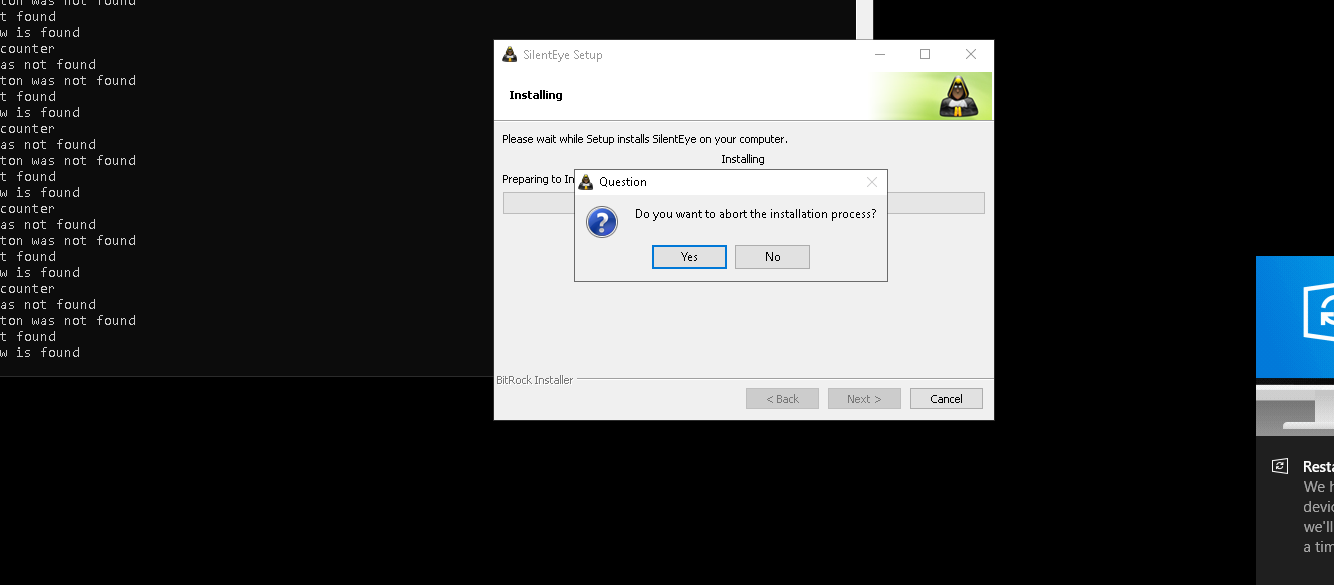 ton was not found
t found
w is found
counter
as not found
ton was not found
t found
w is found
counter
as not found
ton was not found
t found
w is found
counter
as not found
ton was not found
t found
w is found
counter
as not found
ton was not found
t found
w is found
SilentEye Setup
Installing
Please wait while Setup installs SilentEye on your computer.
Installing
Preparing to In
Question
Do you want to abort the installation process?
Yes
No
BitRock Installer
< Back
Next >
Cancel
Resta
We h
devic
we'll
a tim